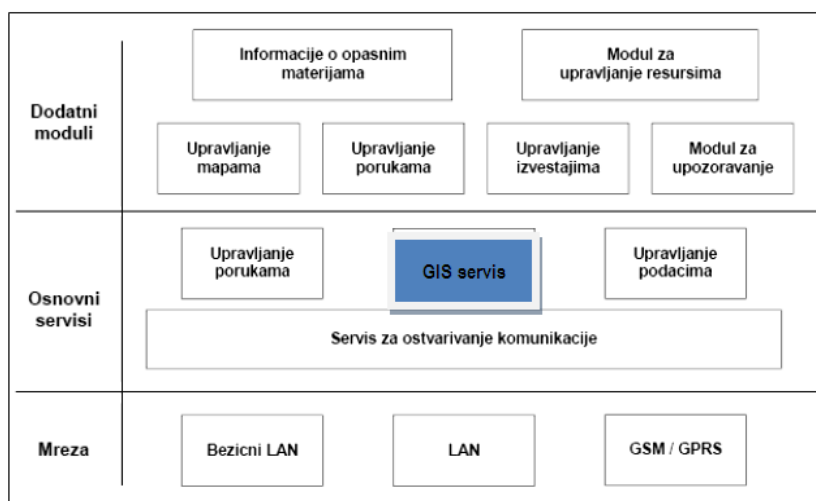 Informacije o opasnim
materijama
Modul za
upravljanje resursima
Dodatni
moduli
Upravljanje
mapama
Upravljanje
porukama
Upravljanje
izvestajima
Modul za
upozoravanje
Osnovni
servisi
Upravljanje
porukama
GIS servis
Upravljanje
podacima
Servis za ostvarivanje komunikacije
Mreza
Bezicni LAN
LAN
GSM / GPRS